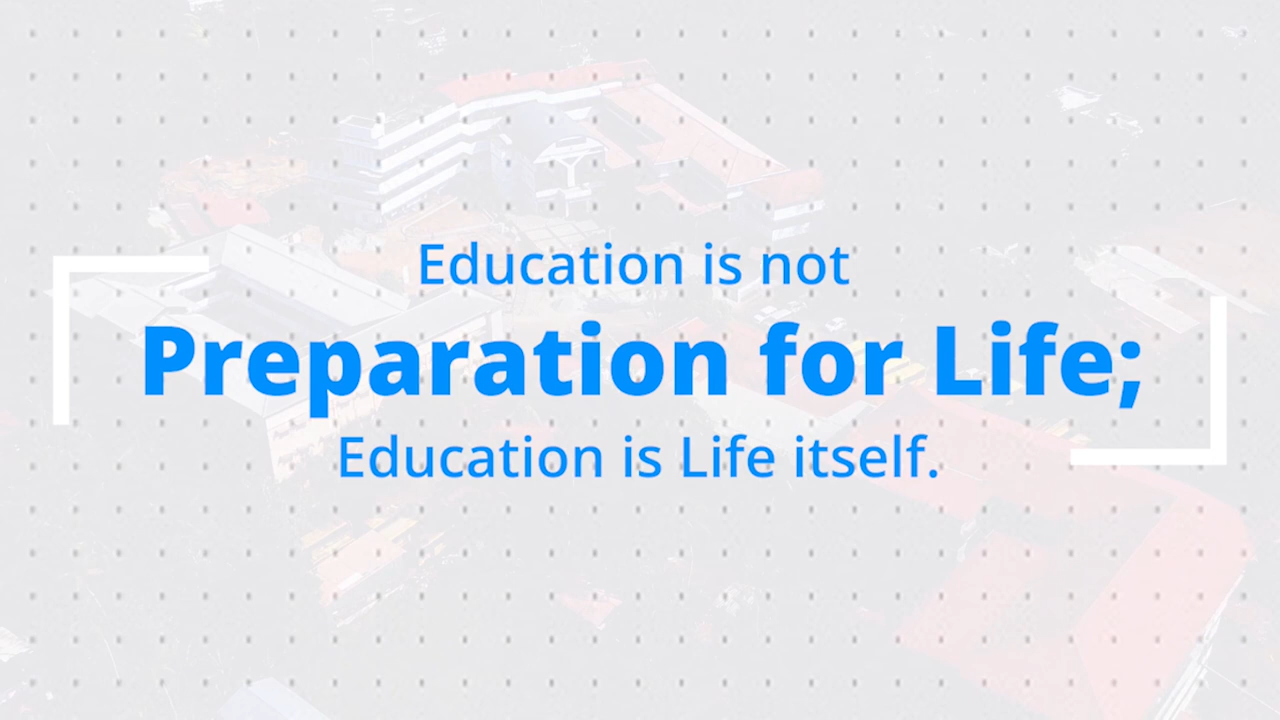 Education is not
Preparation for Life;
Education is Life itself.